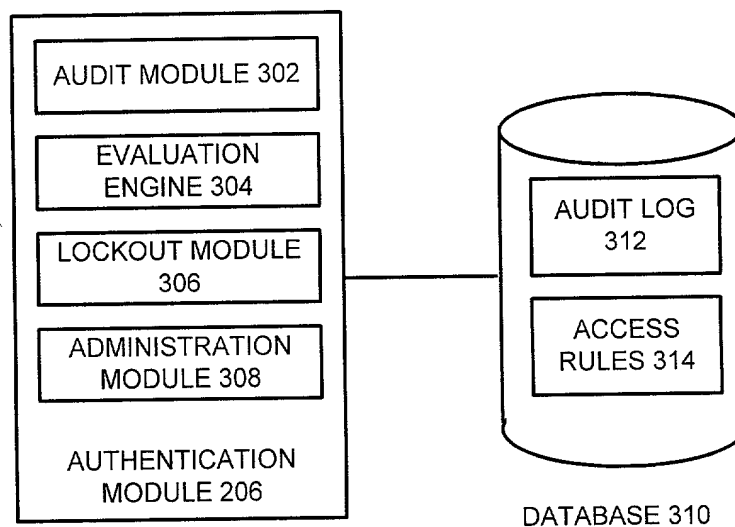 AUDIT MODULE 302
EVALUATION
ENGINE 304
LOCKOUT MODULE
306
ADMINISTRATION
MODULE 308
AUTHENTICATION
MODULE 206
AUDIT LOG
312
ACCESS
RULES 314
DATABASE 310